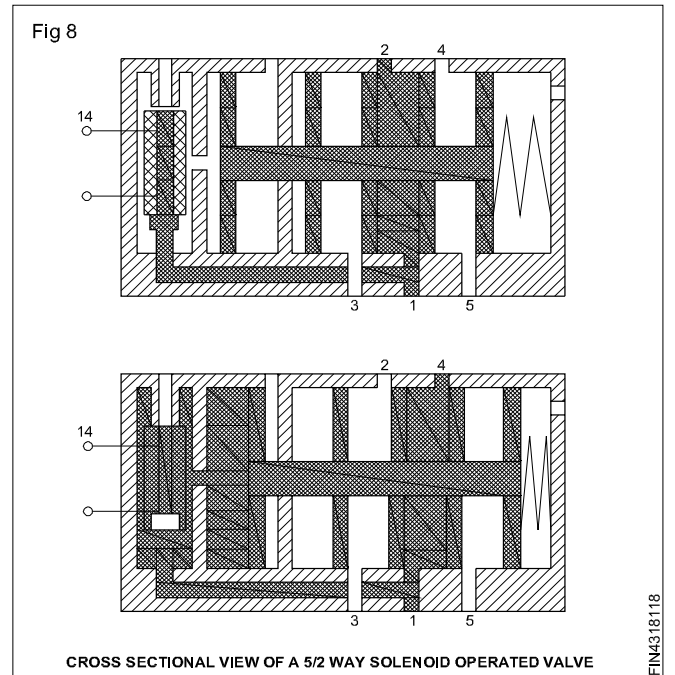 Fig 8
2 4
14
3 1 5
2 4
14
3 1 5
FIN4318118
CROSS SECTIONAL VIEW OF A 5/2 WAY SOLENOID OPERATED VALVE